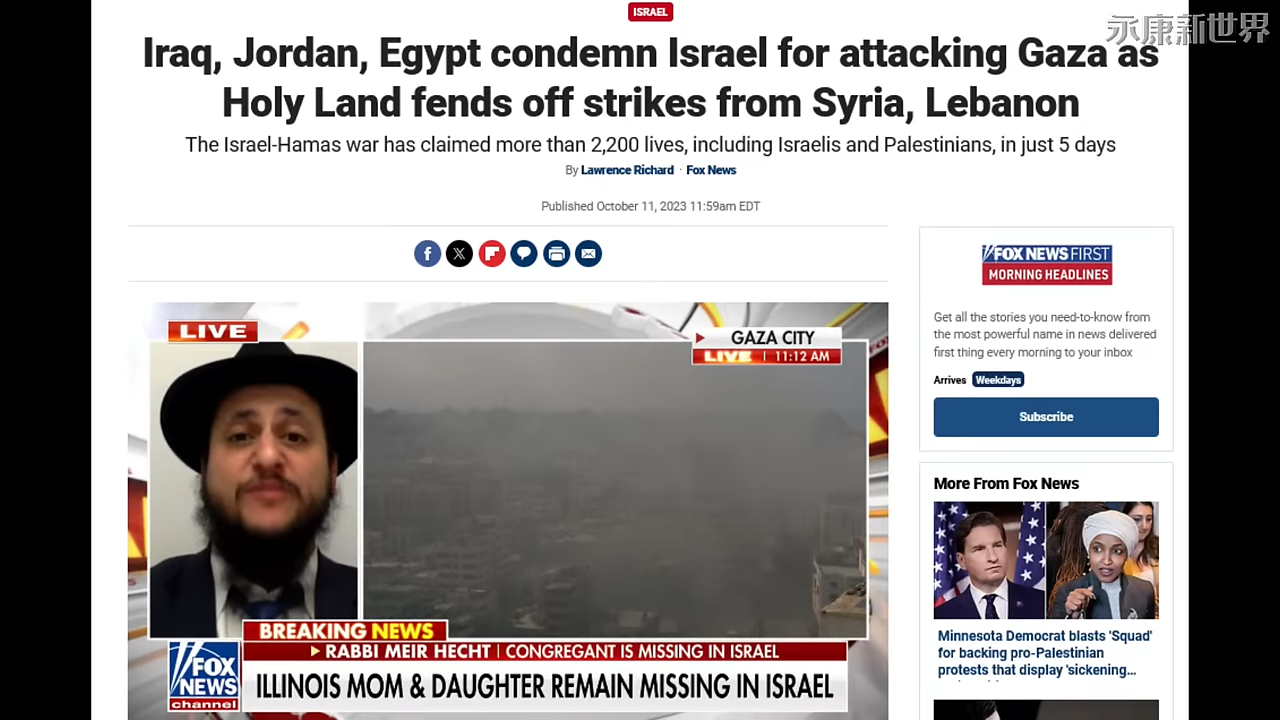 ISRAEL
永康新世界
Iraq, Jordan, Egypt condemn Israel for attacking Gaza as
Holy Land fends off strikes from Syria, Lebanon
The Israel-Hamas war has claimed more than 2,200 lives, including Israelis and Palestinians, in just 5 days
By Lawrence Richard · Fox News
Published October 11, 2023 11:59am EDT
LIVE
GAZA CITY
LIVE | 11:12 AM
BREAKING NEWS
RABBI MEIR HECHT | CONGREGANT IS MISSING IN ISRAEL
ILLINOIS MOM & DAUGHTER REMAIN MISSING IN ISRAEL
FOX
NEWS
channel
FOX NEWS FIRST
MORNING HEADLINES
Get all the stories you need-to-know from
the most powerful name in news delivered
first thing every morning to your inbox
Arrives Weekdays
Subscribe
More From Fox News
Minnesota Democrat blasts 'Squad'
for backing pro-Palestinian
protests that display 'sickening...